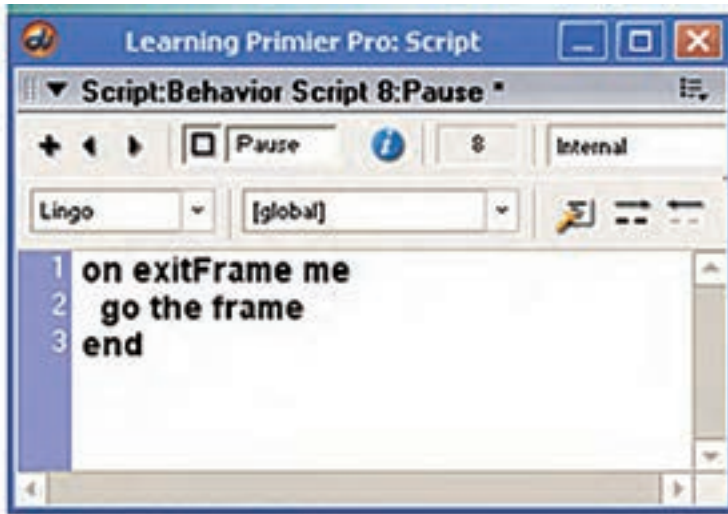 Learning Primier Pro: Script
Script:Behavior Script 8:Pause *
Pause 8 Internal
Lingo [global]
1 on exitFrame me
2 go the frame
3 end